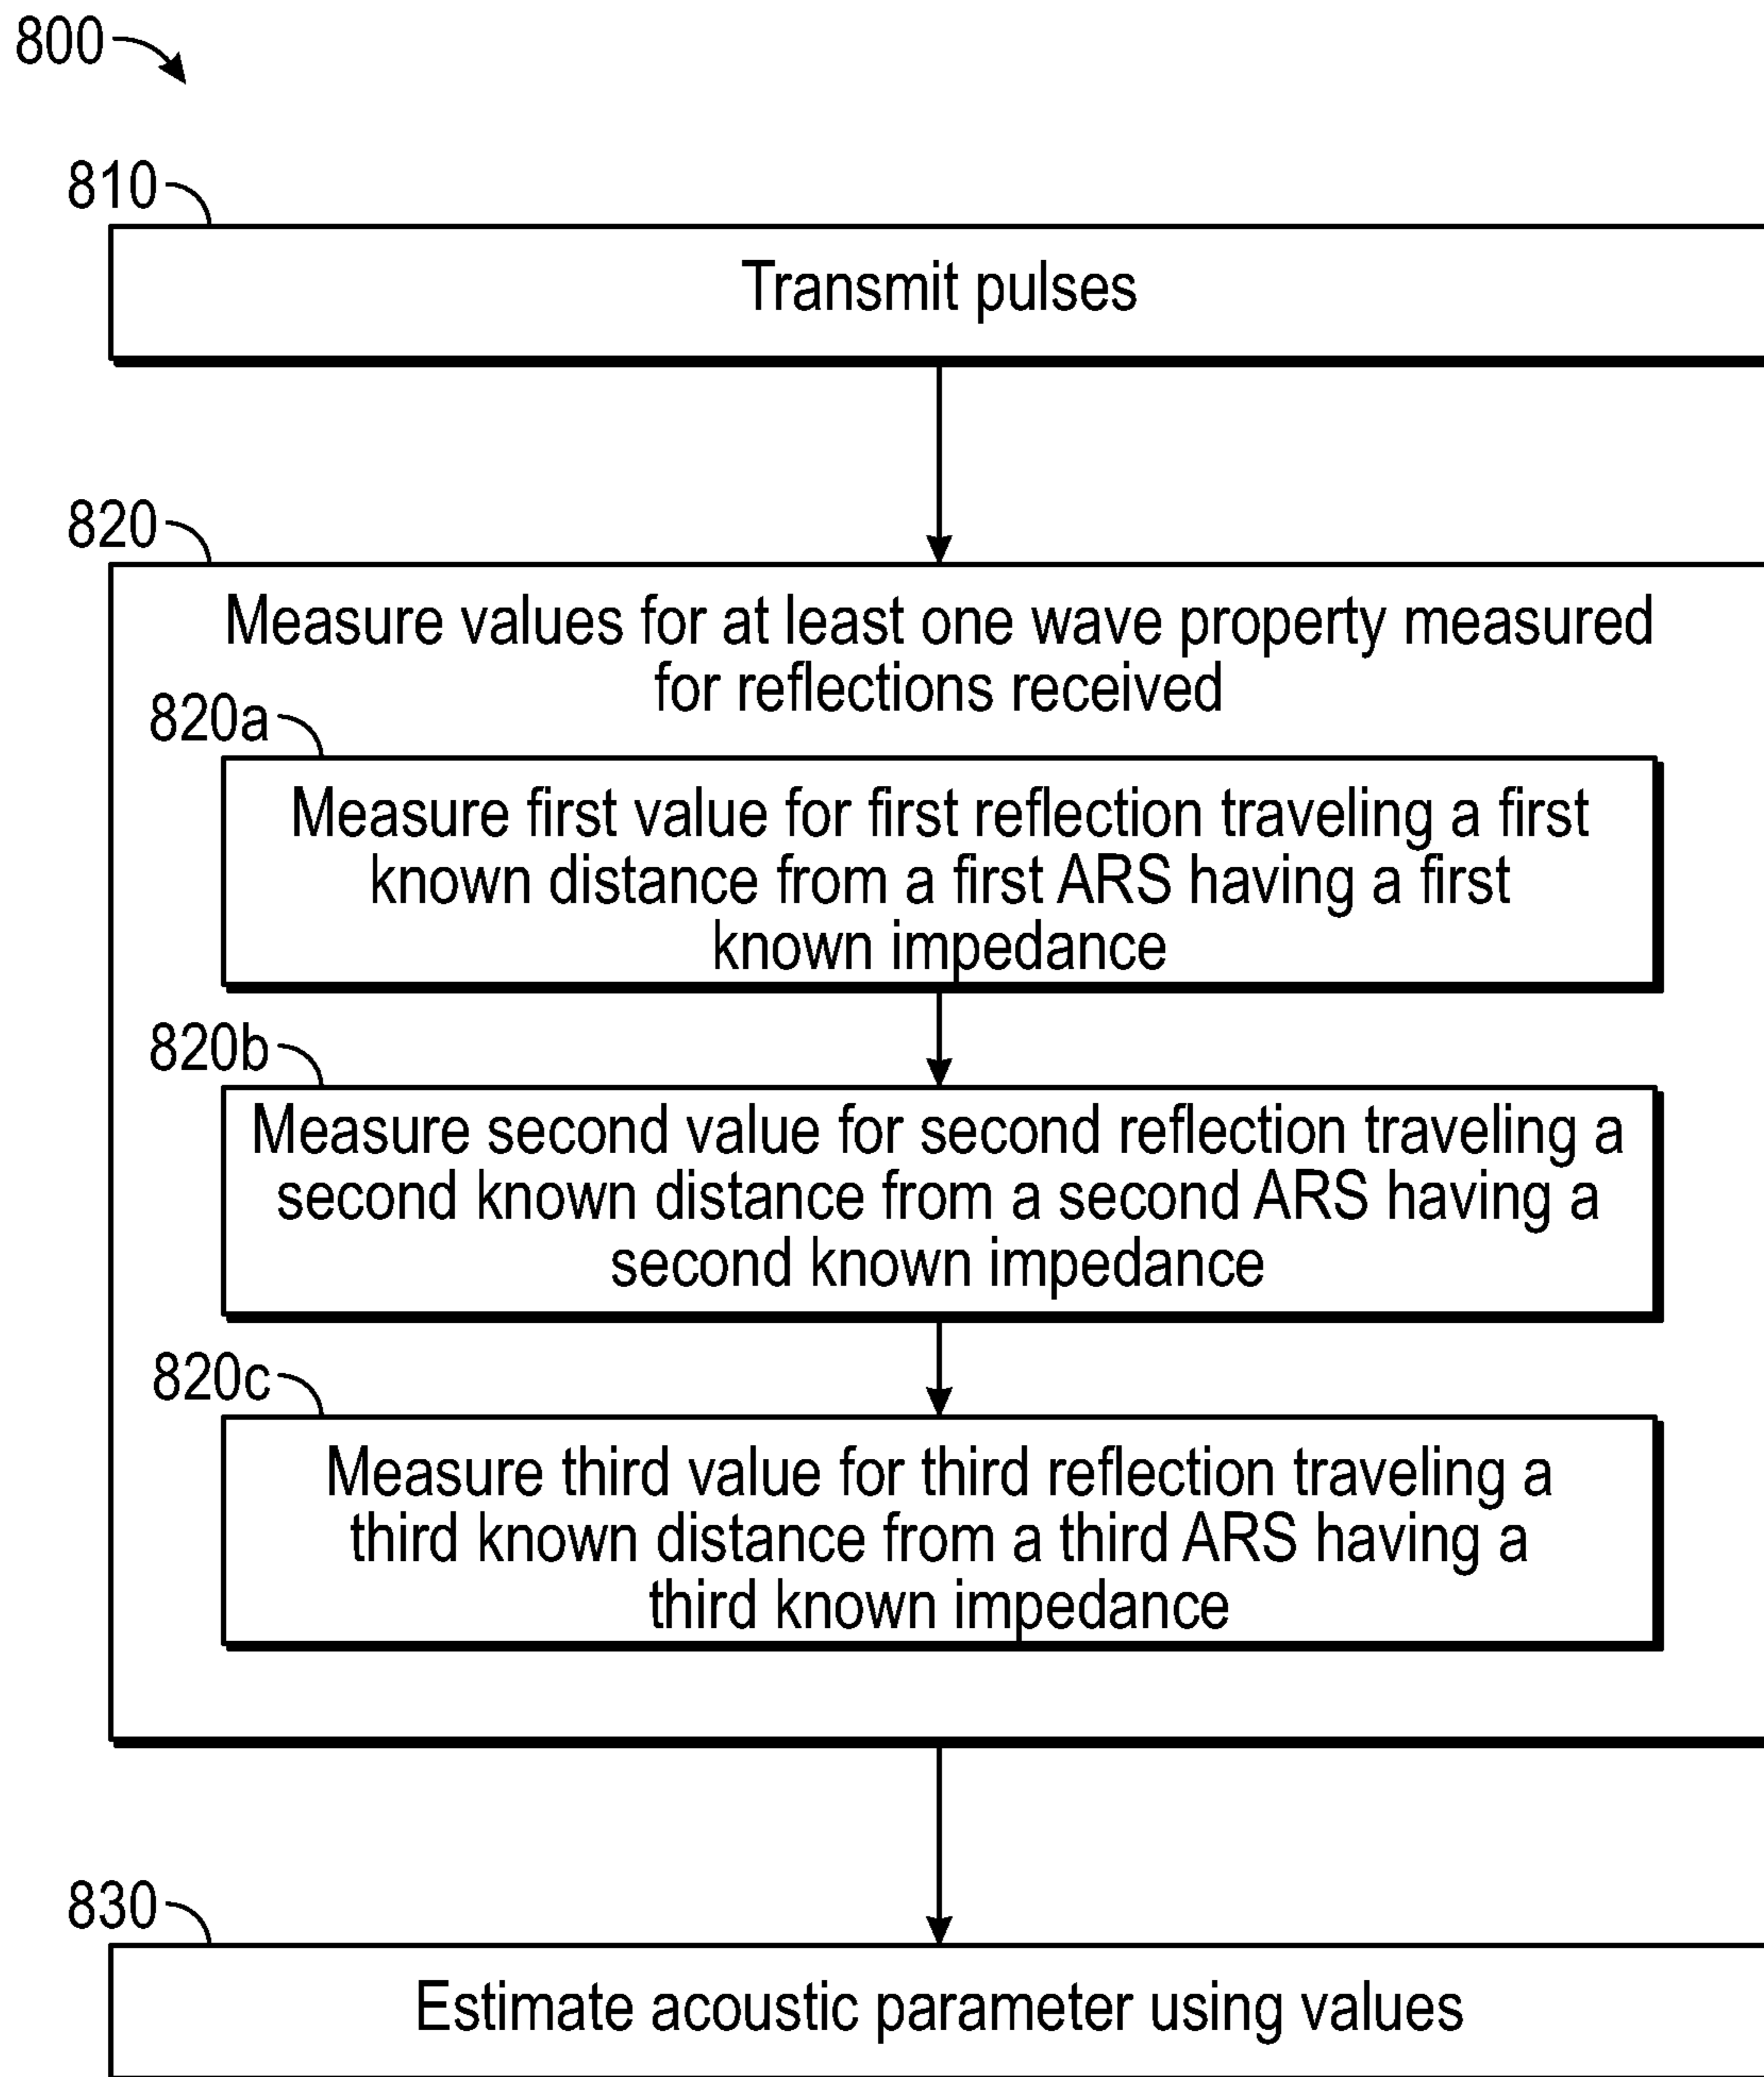 800
810
Transmit pulses
820
Measure values for at least one wave property measured
for reflections received
820a
Measure first value for first reflection traveling a first
known distance from a first ARS having a first
known impedance
820b
Measure second value for second reflection traveling a
second known distance from a second ARS having a
second known impedance
820c
Measure third value for third reflection traveling a
third known distance from a third ARS having a
third known impedance
830
Estimate acoustic parameter using values